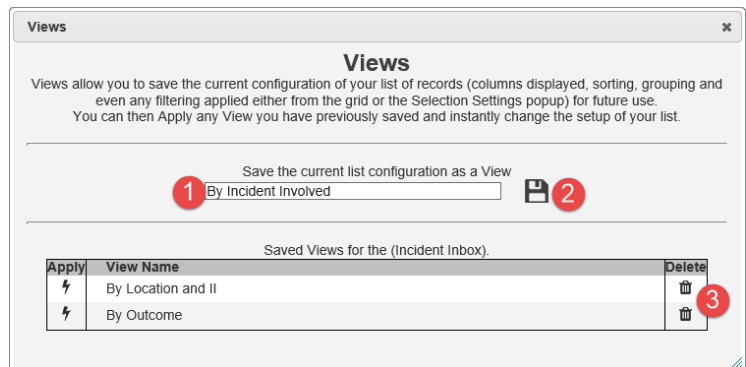 Views
Views
Views allow you to save the current configuration of your list of records (columns displayed, sorting, grouping and
even any filtering applied either from the grid or the Selection Settings popup) for future use.
You can then Apply any View you have previously saved and instantly change the setup of your list.
Save the current list configuration as a View
1 By Incident Involved 2
Saved Views for the (Incident Inbox).
Apply View Name Delete
By Location and II
3
By Outcome